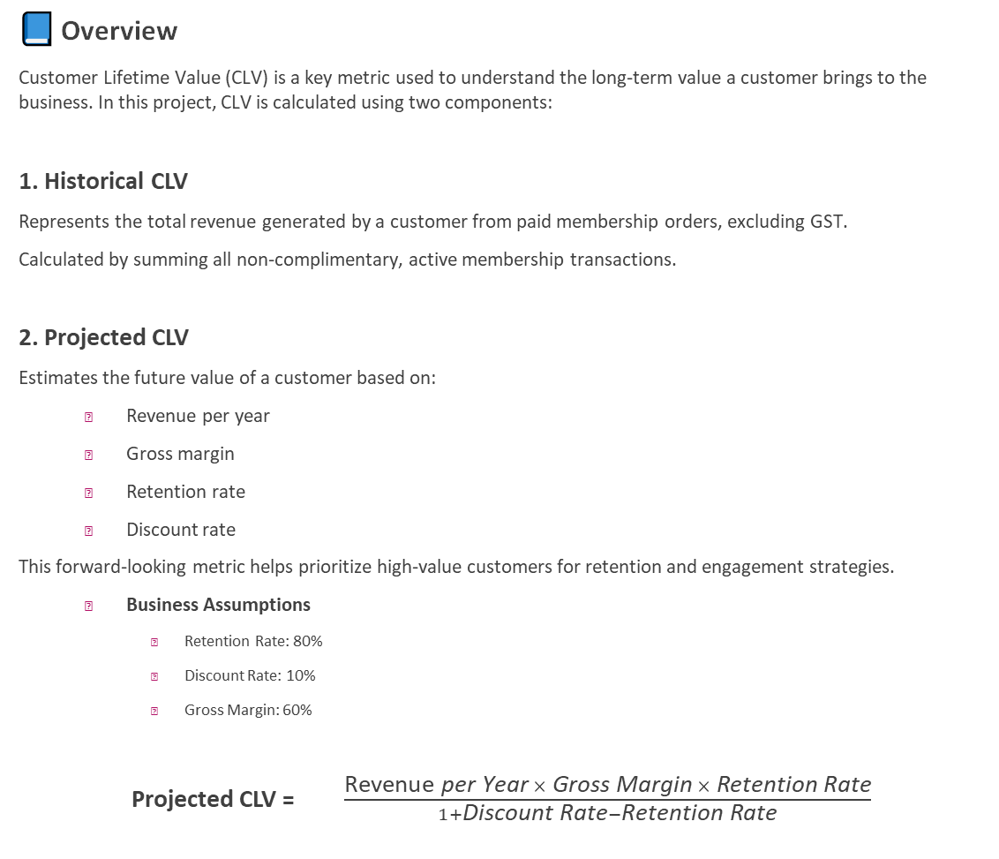 Overview
Customer Lifetime Value (CLV) is a key metric used to understand the long-term value a customer brings to the
business. In this project, CLV is calculated using two components:
1. Historical CLV
Represents the total revenue generated by a customer from paid membership orders, excluding GST.
Calculated by summing all non-complimentary, active membership transactions.
2. Projected CLV
Estimates the future value of a customer based on:
Revenue per year
Gross margin
Retention rate
Discount rate
This forward-looking metric helps prioritize high-value customers for retention and engagement strategies.
Business Assumptions
Retention Rate: 80%
Discount Rate: 10%
Gross Margin: 60%
Revenue per Year × Gross Margin × Retention Rate
Projected CLV =
1+Discount Rate−Retention Rate